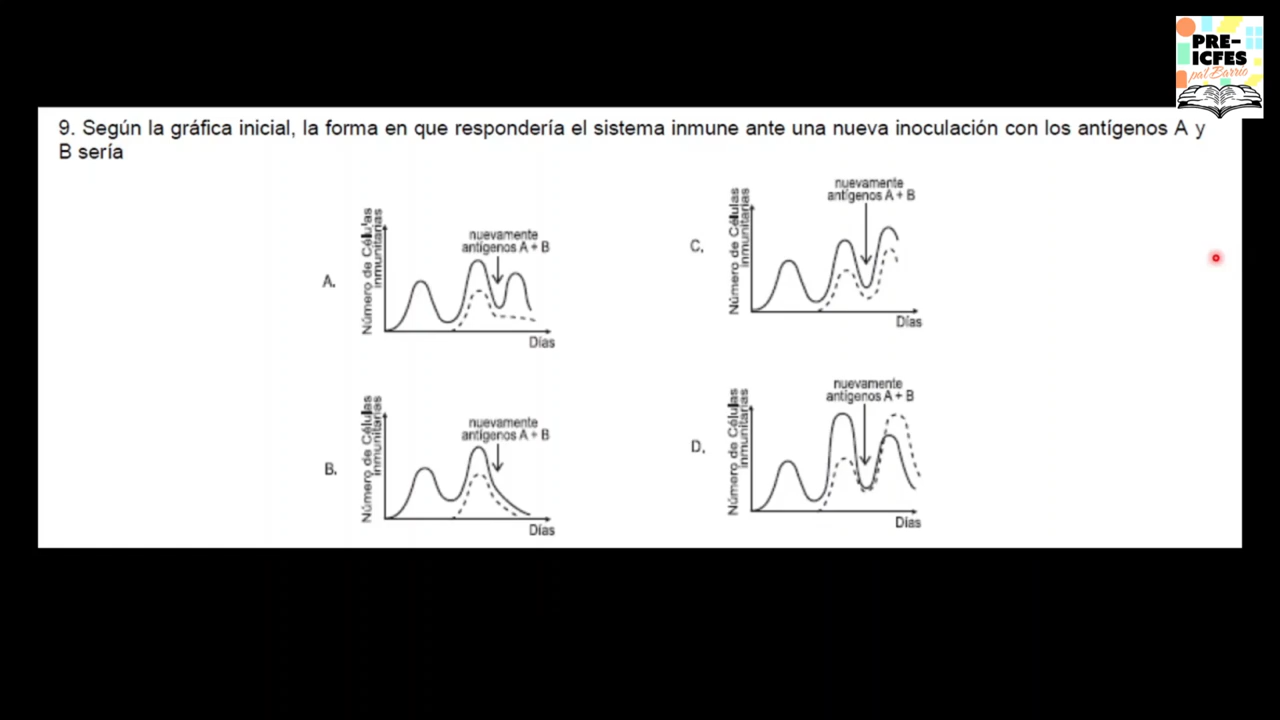 PRE-
ICFES
pal Barrio
9. Según la gráfica inicial, la forma en que respondería el sistema inmune ante una nueva inoculación con los antígenos A y
B sería
A.
Número de Células
inmunitarias
nuevamente
antígenos A + B
Días
C.
Número de Células
inmunitarias
nuevamente
antígenos A + B
Días
B.
Número de Células
inmunitarias
nuevamente
antígenos A + B
Días
D.
Número de Células
inmunitarias
nuevamente
antígenos A + B
Días